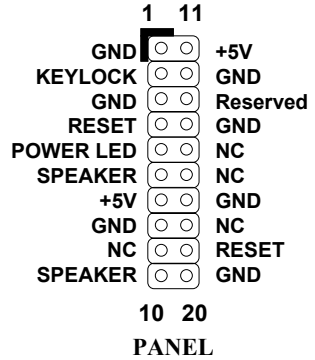 1 11
GND +5V
KEYLOCK GND
GND Reserved
RESET GND
POWER LED NC
SPEAKER NC
+5V GND
GND NC
NC RESET
SPEAKER GND
10 20
PANEL